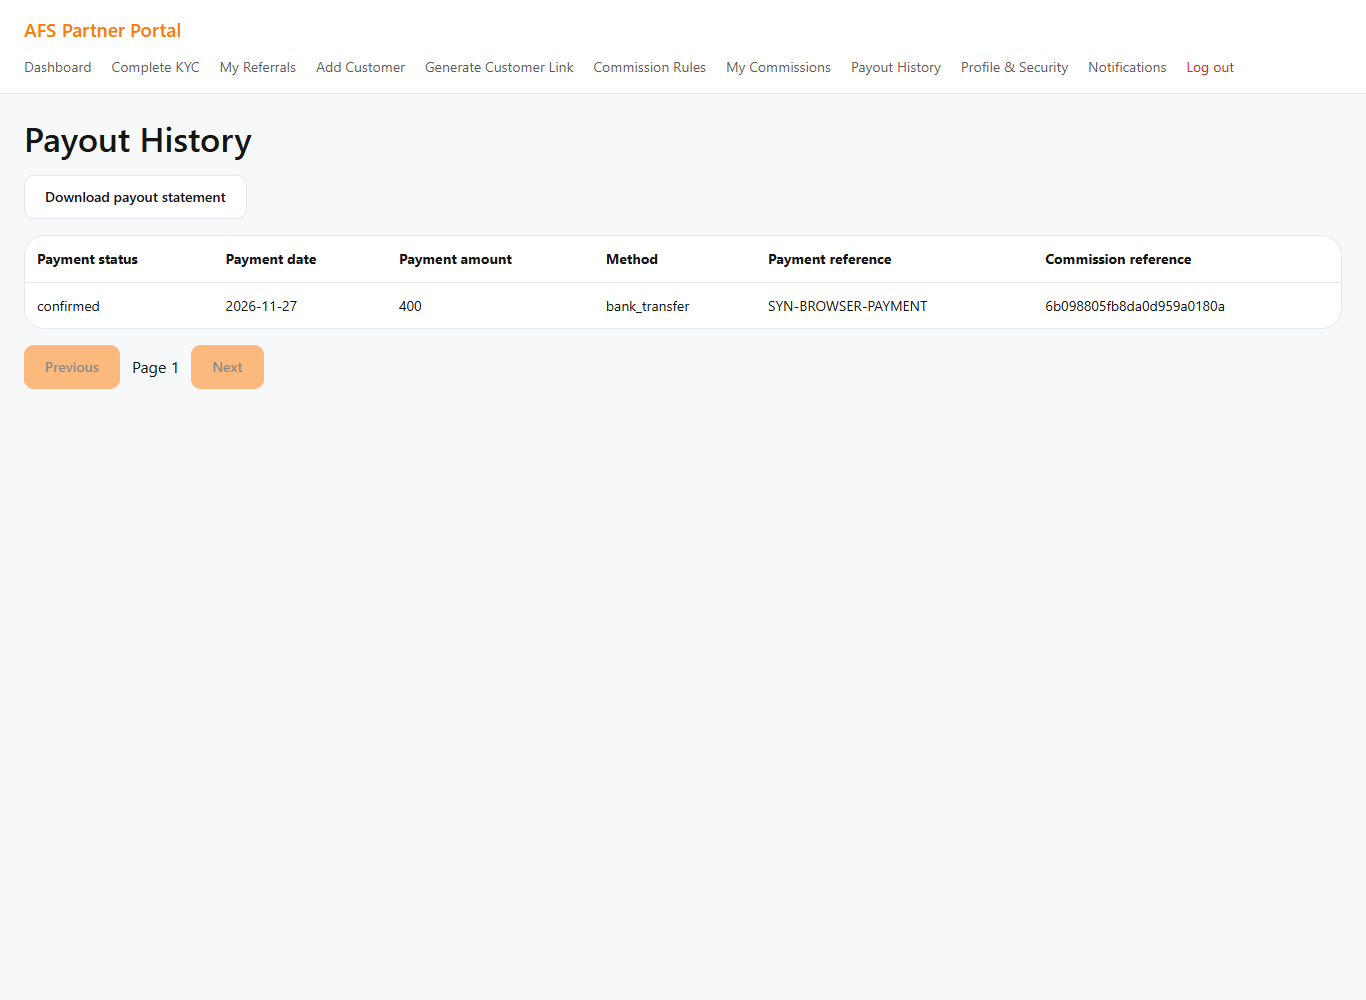 AFS Partner Portal
Dashboard Complete KYC My Referrals Add Customer Generate Customer Link Commission Rules My Commissions Payout History Profile & Security Notifications Log out
Payout History
Download payout statement
Payment status Payment date Payment amount Method Payment reference Commission reference
confirmed 2026-11-27 400 bank_transfer SYN-BROWSER-PAYMENT 6b098805fb8da0d959a0180a
Previous Page 1 Next